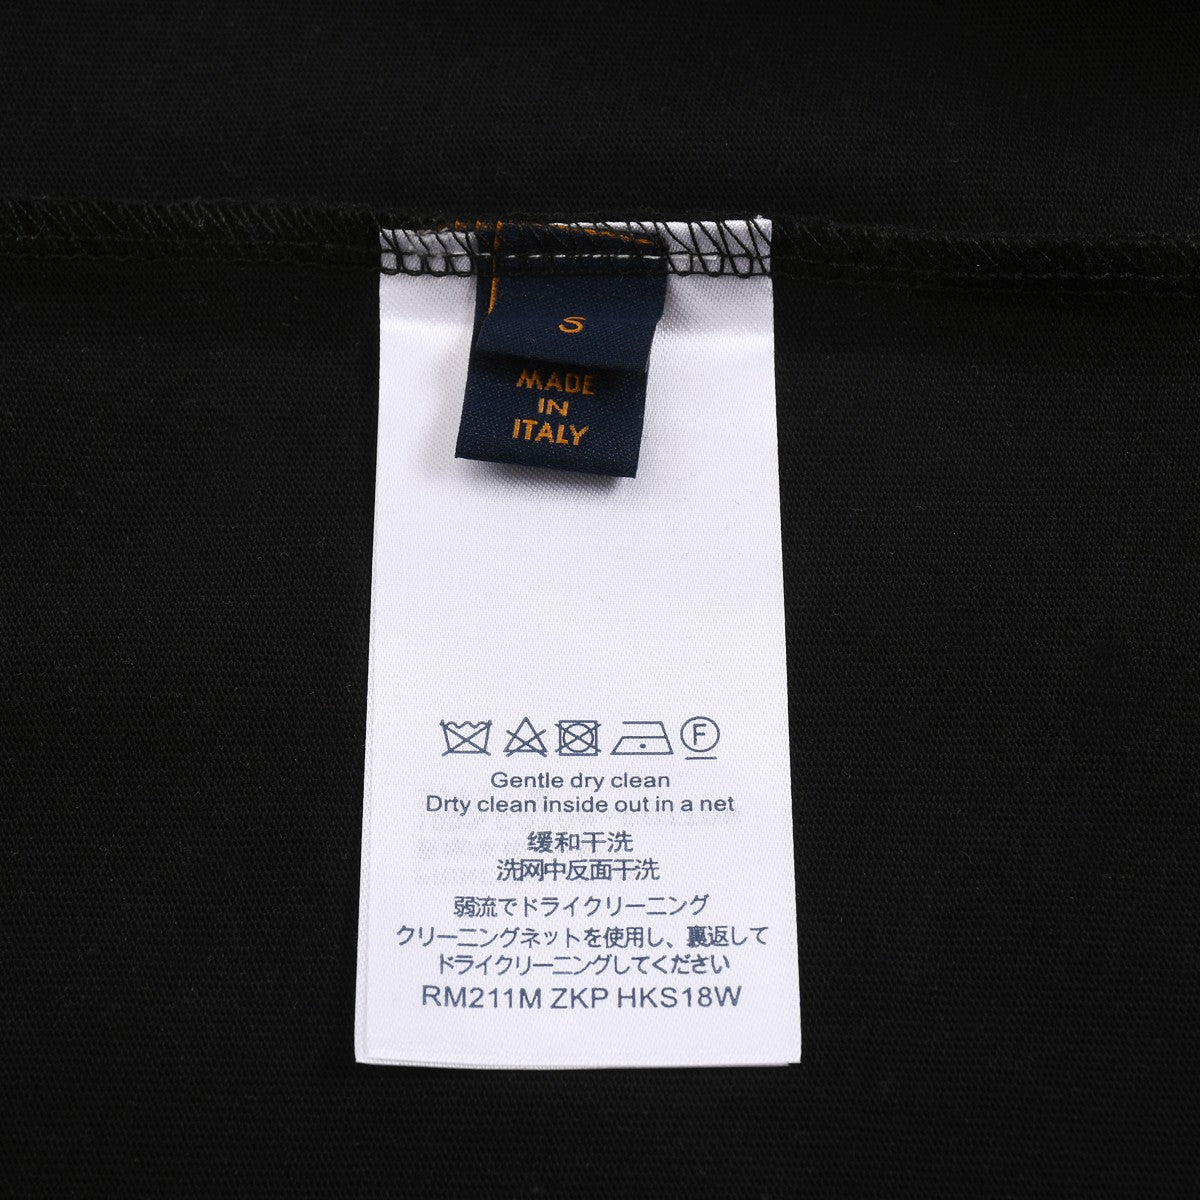 S
MADE
IN
ITALY
F
Gentle dry clean
Drty clean inside out in a net
缓和干洗
洗网中反面干洗
弱流でドライクリーニング
クリーニングネットを使用し、裏返して
ドライクリーニングしてください
RM211M ZKP HKS18W